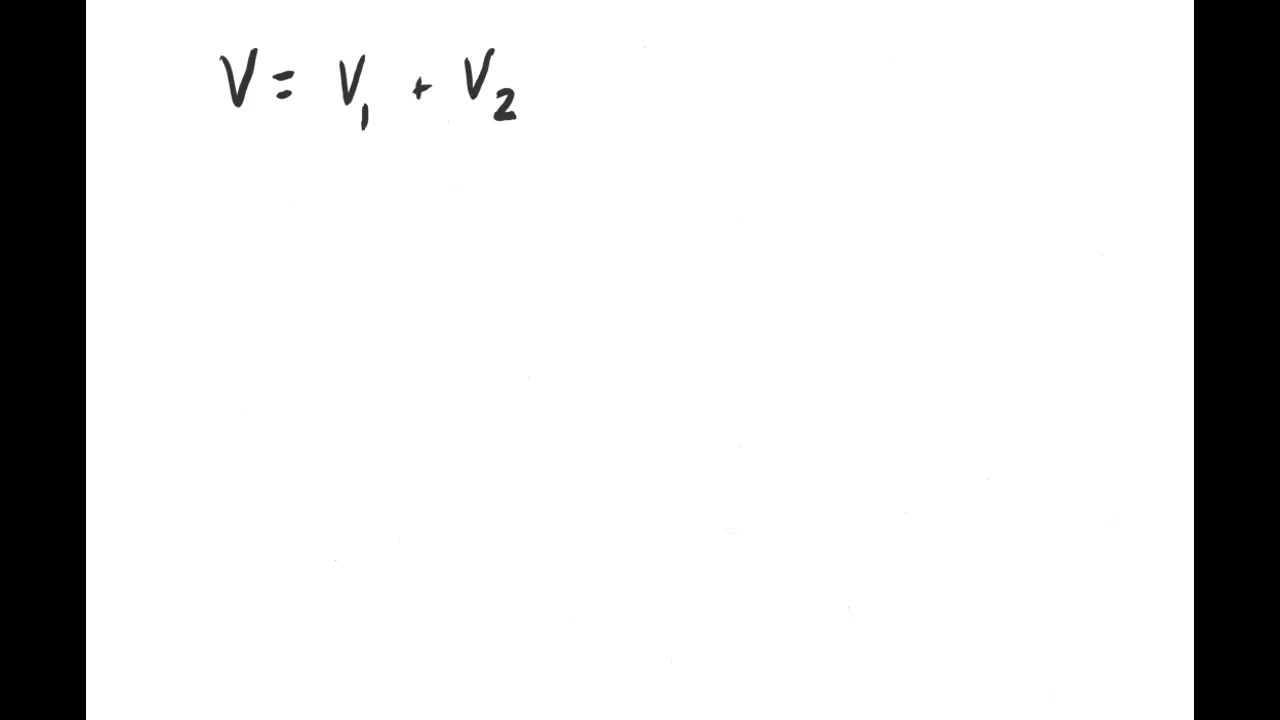 V = V₁ + V₂